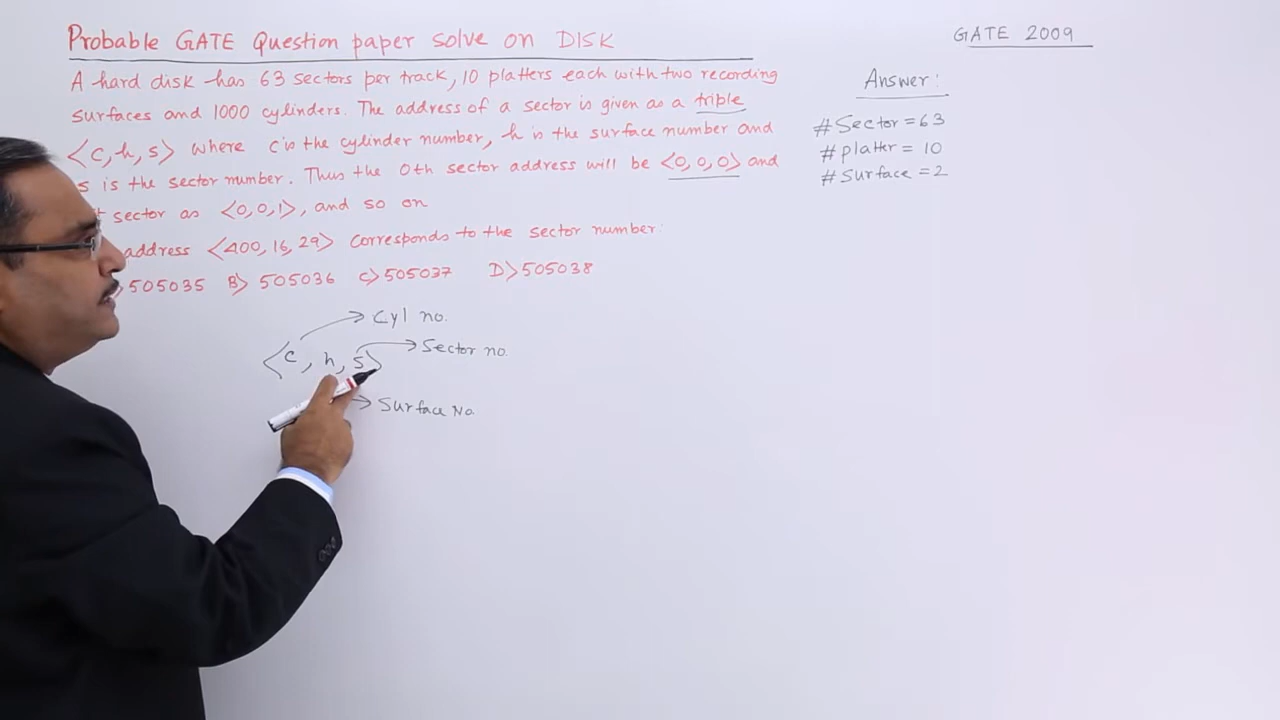 Probable GATE Question paper solve on DISK
GATE 2009
A hard disk has 63 sectors per track, 10 platters each with two recording
surfaces and 1000 cylinders. The address of a sector is given as a triple
<c, h, s> where c is the cylinder number, h is the surface number and
s is the sector number. Thus the 0th sector address will be <0, 0, 0> and
sector as <0, 0, 1>, and so on
address <400, 16, 29> corresponds to the sector number:
505035 B> 505036 C> 505037 D> 505038
<c, h, s>
Cyl no.
Sector no.
Surface No
Answer:
#Sector = 63
#platter = 10
#Surface = 2